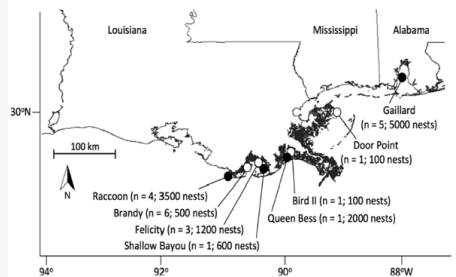 Louisiana
Mississippi
Alabama
30°N
Gaillard
(n = 5; 5000 nests)
Door Point
(n = 1; 100 nests)
100 km
N
Raccoon (n = 4; 3500 nests)
Bird II (n = 1; 100 nests)
Brandy (n = 6; 500 nests)
Queen Bess (n = 1; 2000 nests)
Felicity (n = 3; 1200 nests)
Shallow Bayou (n = 1; 600 nests)
94°
92°
90°
88°W